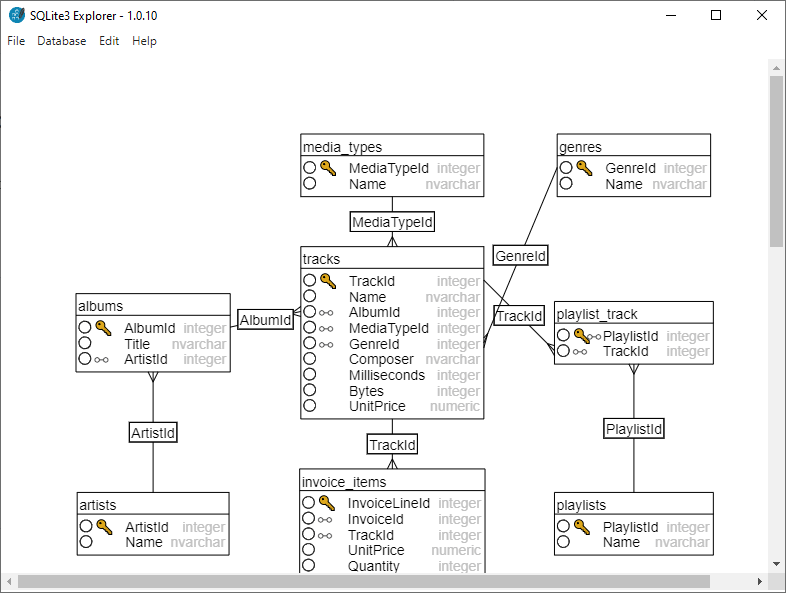 SQLite3 Explorer - 1.0.10
File Database Edit Help
media_types
MediaTypeId integer
Name nvarchar
genres
GenreId integer
Name nvarchar
MediaTypeId
GenreId
tracks
TrackId integer
Name nvarchar
AlbumId integer
MediaTypeId integer
GenreId integer
Composer nvarchar
Milliseconds integer
Bytes integer
UnitPrice numeric
albums
AlbumId integer
Title nvarchar
ArtistId integer
AlbumId
TrackId
playlist_track
PlaylistId integer
TrackId integer
ArtistId
TrackId
PlaylistId
artists
ArtistId integer
Name nvarchar
invoice_items
InvoiceLineId integer
InvoiceId integer
TrackId integer
UnitPrice numeric
Quantity integer
playlists
PlaylistId integer
Name nvarchar